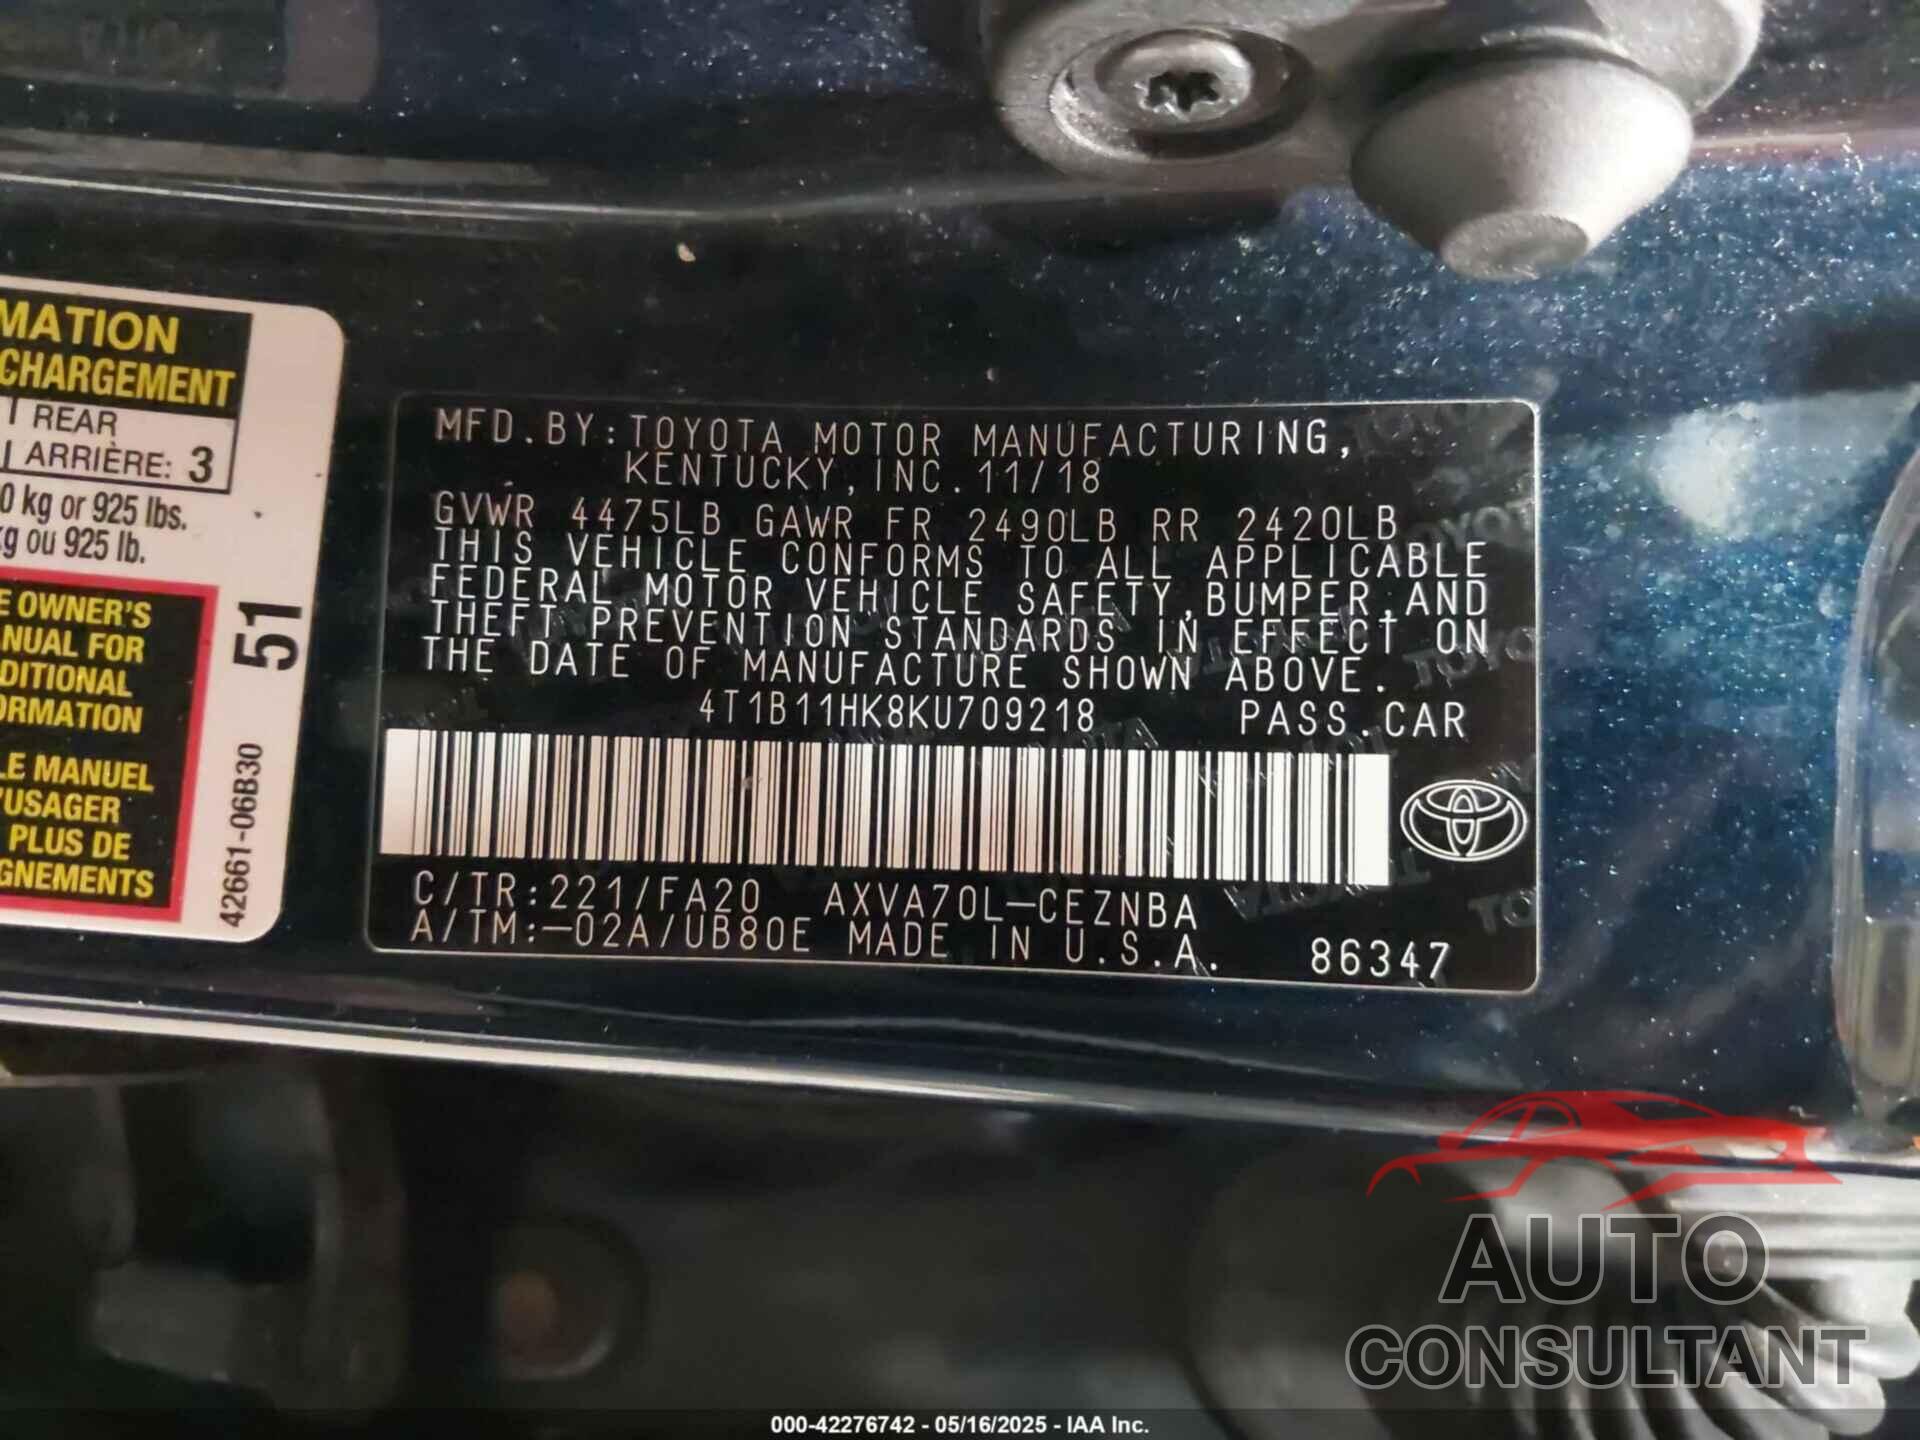 MATION
CHARGEMENT
REAR
ARRIÈRE: 3
0 kg or 925 lbs.
kg ou 925 lb.
E OWNER'S
NUAL FOR
DITIONAL
ORMATION
LE MANUEL
'USAGER
PLUS DE
GNEMENTS
51
42661-06B30
MFD.BY:TOYOTA MOTOR MANUFACTURING,
KENTUCKY,INC.11/18
GVWR 4475LB GAWR FR 2490LB RR 2420LB
THIS VEHICLE CONFORMS TO ALL APPLICABLE
FEDERAL MOTOR VEHICLE SAFETY,BUMPER,AND
THEFT PREVENTION STANDARDS IN EFFECT ON
THE DATE OF MANUFACTURE SHOWN ABOVE.
4T1B11HK8KU709218 PASS.CAR
C/TR:221/FA20 AXVA70L-CEZNBA
A/TM:-02A/UB80E MADE IN U.S.A. 86347
AUTO
CONSULTANT
000-42276742 - 05/16/2025 - IAA Inc.